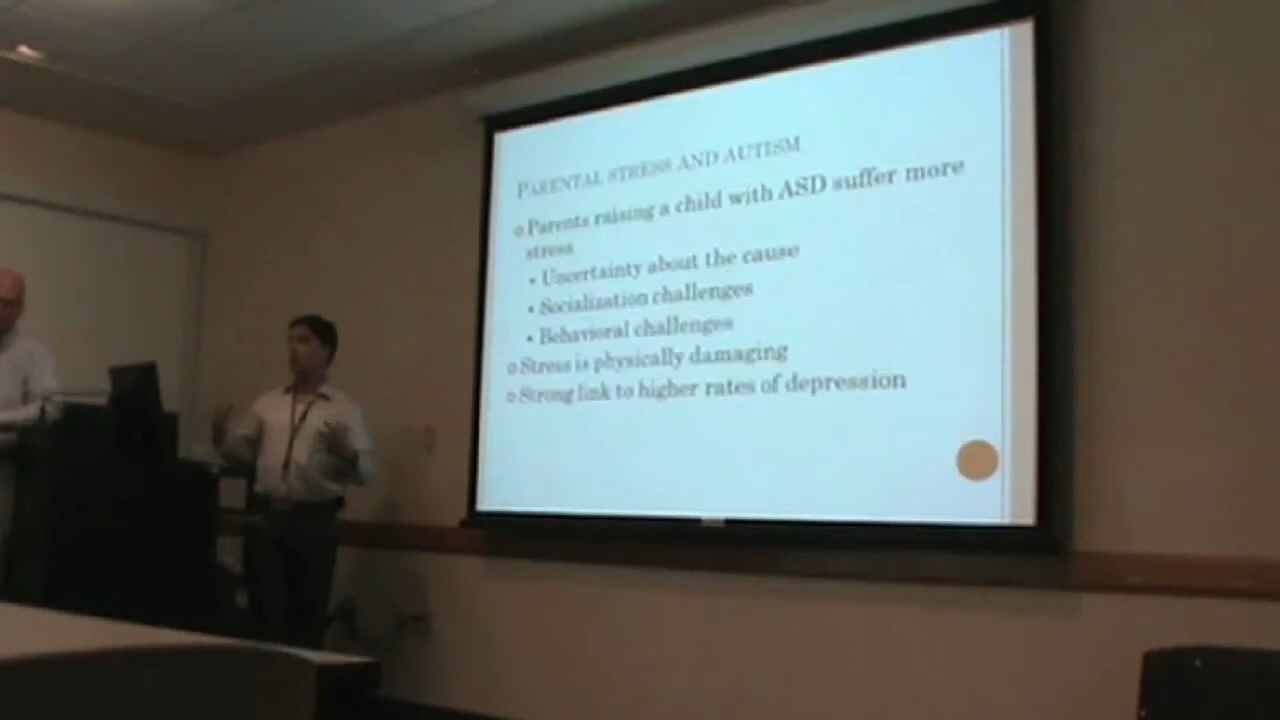 PARENTAL STRESS AND AUTISM
Parents raising a child with ASD suffer more
stress
• Uncertainty about the cause
• Socialization challenges
• Behavioral challenges
Stress is physically damaging
Strong link to higher rates of depression